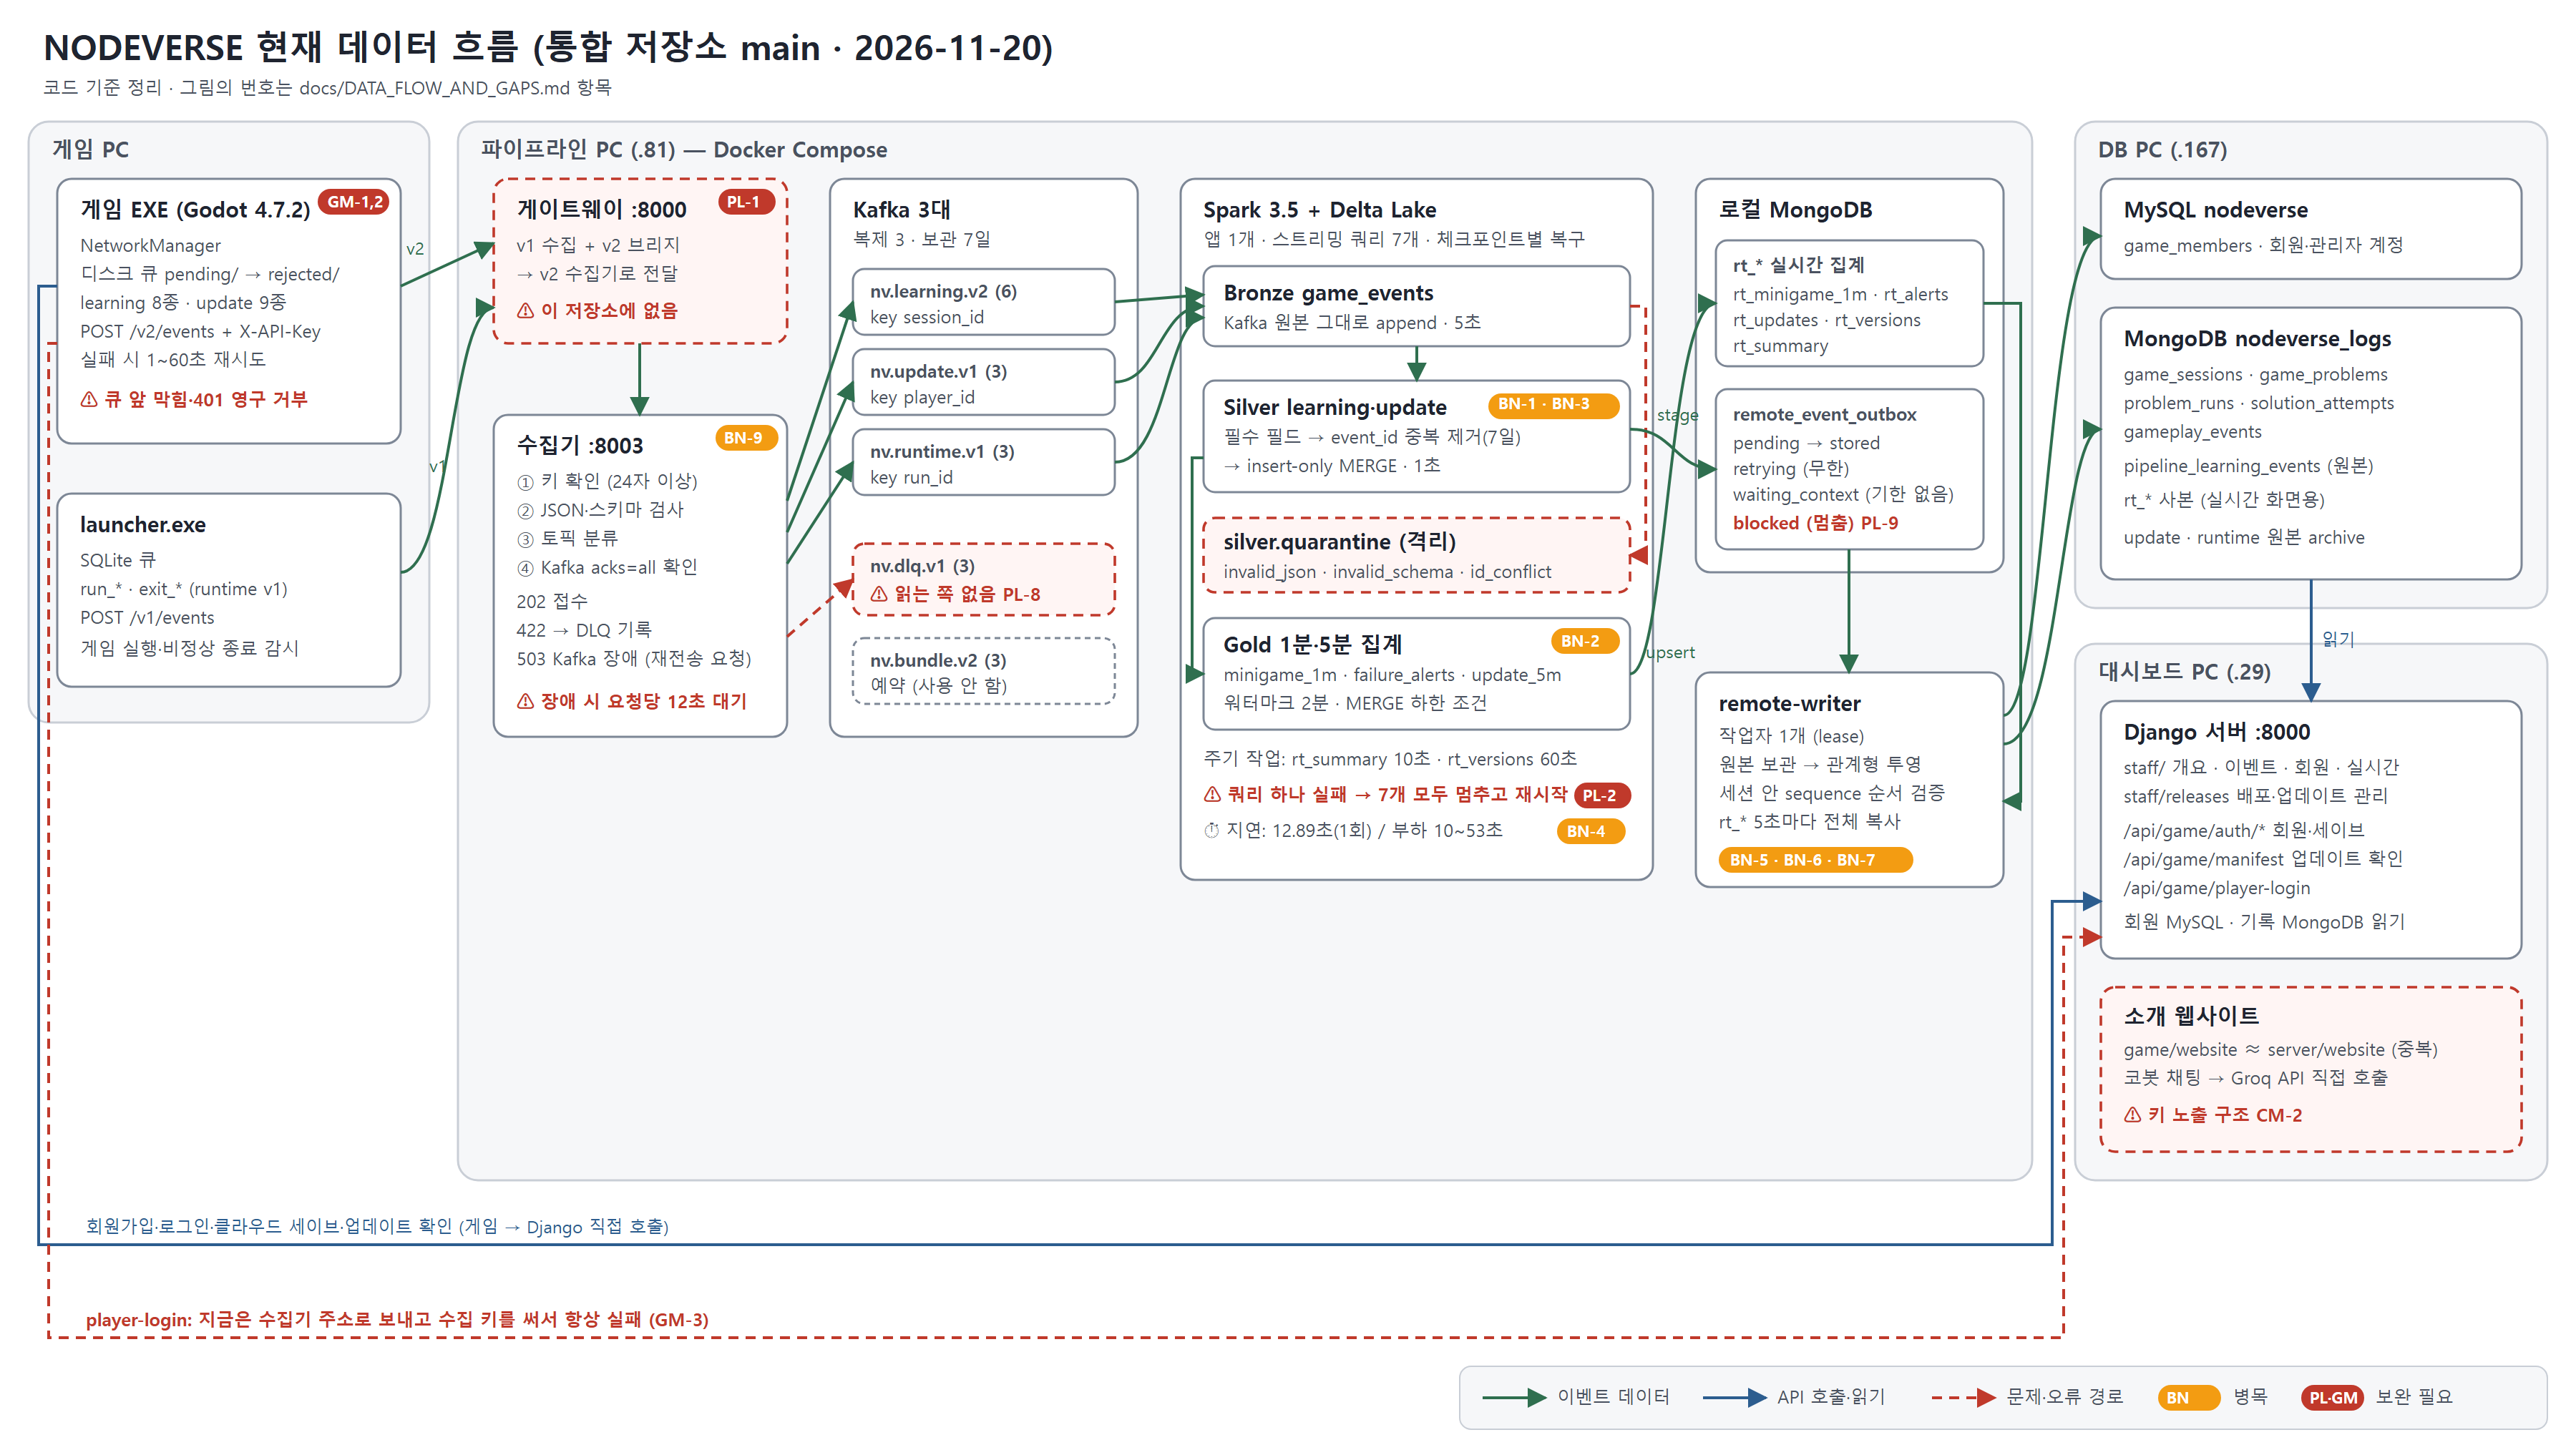 NODEVERSE 현재 데이터 흐름 (통합 저장소 main · 2026-11-20)
코드 기준 정리 · 그림의 번호는 docs/DATA_FLOW_AND_GAPS.md 항목
게임 PC
게임 EXE (Godot 4.7.2)
GM-1,2
NetworkManager
디스크 큐 pending/ → rejected/
learning 8종 · update 9종
POST /v2/events + X-API-Key
실패 시 1~60초 재시도
⚠ 큐 앞 막힘·401 영구 거부
launcher.exe
SQLite 큐
run_* · exit_* (runtime v1)
POST /v1/events
게임 실행·비정상 종료 감시
v2
v1
파이프라인 PC (.81) — Docker Compose
게이트웨이 :8000
PL-1
v1 수집 + v2 브리지
→ v2 수집기로 전달
⚠ 이 저장소에 없음
수집기 :8003
BN-9
① 키 확인 (24자 이상)
② JSON·스키마 검사
③ 토픽 분류
④ Kafka acks=all 확인
202 접수
422 → DLQ 기록
503 Kafka 장애 (재전송 요청)
⚠ 장애 시 요청당 12초 대기
Kafka 3대
복제 3 · 보관 7일
nv.learning.v2 (6)
key session_id
nv.update.v1 (3)
key player_id
nv.runtime.v1 (3)
key run_id
nv.dlq.v1 (3)
⚠ 읽는 쪽 없음 PL-8
nv.bundle.v2 (3)
예약 (사용 안 함)
Spark 3.5 + Delta Lake
앱 1개 · 스트리밍 쿼리 7개 · 체크포인트별 복구
Bronze game_events
Kafka 원본 그대로 append · 5초
Silver learning·update
BN-1 · BN-3
필수 필드 → event_id 중복 제거(7일)
→ insert-only MERGE · 1초
silver.quarantine (격리)
invalid_json · invalid_schema · id_conflict
Gold 1분·5분 집계
BN-2
minigame_1m · failure_alerts · update_5m
워터마크 2분 · MERGE 하한 조건
주기 작업: rt_summary 10초 · rt_versions 60초
⚠ 쿼리 하나 실패 → 7개 모두 멈추고 재시작
PL-2
⏱ 지연: 12.89초(1회) / 부하 10~53초
BN-4
stage
upsert
로컬 MongoDB
rt_* 실시간 집계
rt_minigame_1m · rt_alerts
rt_updates · rt_versions
rt_summary
remote_event_outbox
pending → stored
retrying (무한)
waiting_context (기한 없음)
blocked (멈춤) PL-9
remote-writer
작업자 1개 (lease)
원본 보관 → 관계형 투영
세션 안 sequence 순서 검증
rt_* 5초마다 전체 복사
BN-5 · BN-6 · BN-7
DB PC (.167)
MySQL nodeverse
game_members · 회원·관리자 계정
MongoDB nodeverse_logs
game_sessions · game_problems
problem_runs · solution_attempts
gameplay_events
pipeline_learning_events (원본)
rt_* 사본 (실시간 화면용)
update · runtime 원본 archive
읽기
대시보드 PC (.29)
Django 서버 :8000
staff/ 개요 · 이벤트 · 회원 · 실시간
staff/releases 배포·업데이트 관리
/api/game/auth/* 회원·세이브
/api/game/manifest 업데이트 확인
/api/game/player-login
회원 MySQL · 기록 MongoDB 읽기
소개 웹사이트
game/website ≈ server/website (중복)
코봇 채팅 → Groq API 직접 호출
⚠ 키 노출 구조 CM-2
회원가입·로그인·클라우드 세이브·업데이트 확인 (게임 → Django 직접 호출)
player-login: 지금은 수집기 주소로 보내고 수집 키를 써서 항상 실패 (GM-3)
이벤트 데이터
API 호출·읽기
문제·오류 경로
BN
병목
PL·GM
보완 필요